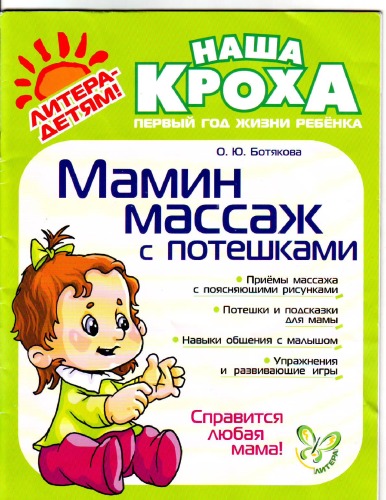 ЛИТЕРА-
ДЕТЯМ!
НАША
КРОХА
ПЕРВЫЙ ГОД ЖИЗНИ РЕБЁНКА
О. Ю. Ботякова
Мамин
массаж
с потешками
• Приёмы массажа
с поясняющими рисунками
• Потешки и подсказки
для мамы
• Навыки общения с малышом
• Упражнения
и развивающие игры
Справится
любая
мама!
ЛИТЕРА